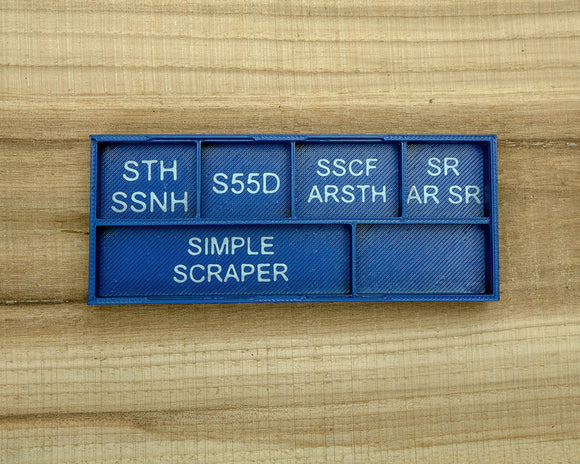 STH
SSNH
S55D
SSCF
ARSTH
SR
AR SR
SIMPLE
SCRAPER